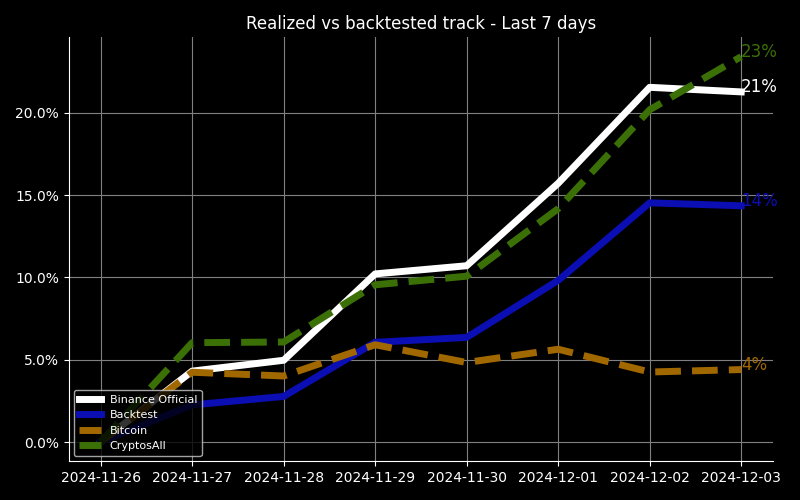 Realized vs backtested track - Last 7 days
23%
21%
20.0%
15.0%
14%
10.0%
5.0%
4%
0.0%
Binance Official
Backtest
Bitcoin
CryptosAll
2024-11-26 2024-11-27 2024-11-28 2024-11-29 2024-11-30 2024-12-01 2024-12-02 2024-12-03